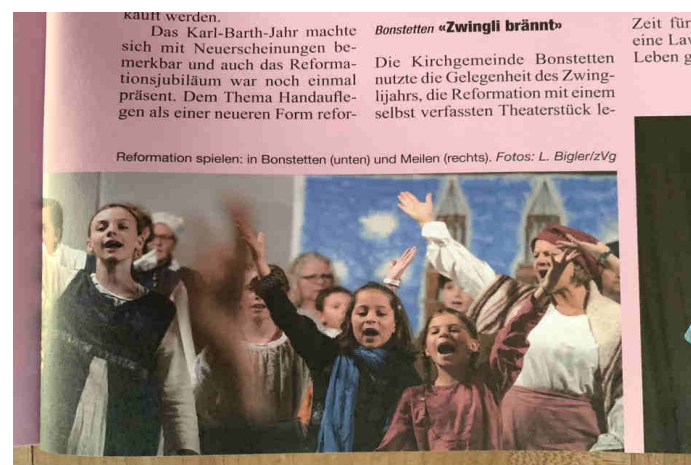 kauft werden.
Das Karl-Barth-Jahr machte
sich mit Neuerscheinungen be-
merkbar und auch das Reforma-
tionsjubiläum war noch einmal
präsent. Dem Thema Handaufle-
gen als einer neueren Form refor-
Bonstetten «Zwingli brännt»
Die Kirchgemeinde Bonstetten
nutzte die Gelegenheit des Zwing-
lijahrs, die Reformation mit einem
selbst verfassten Theaterstück le-
Zeit für
eine Lav
Leben g
Reformation spielen: in Bonstetten (unten) und Meilen (rechts). Fotos: L. Bigler/zVg